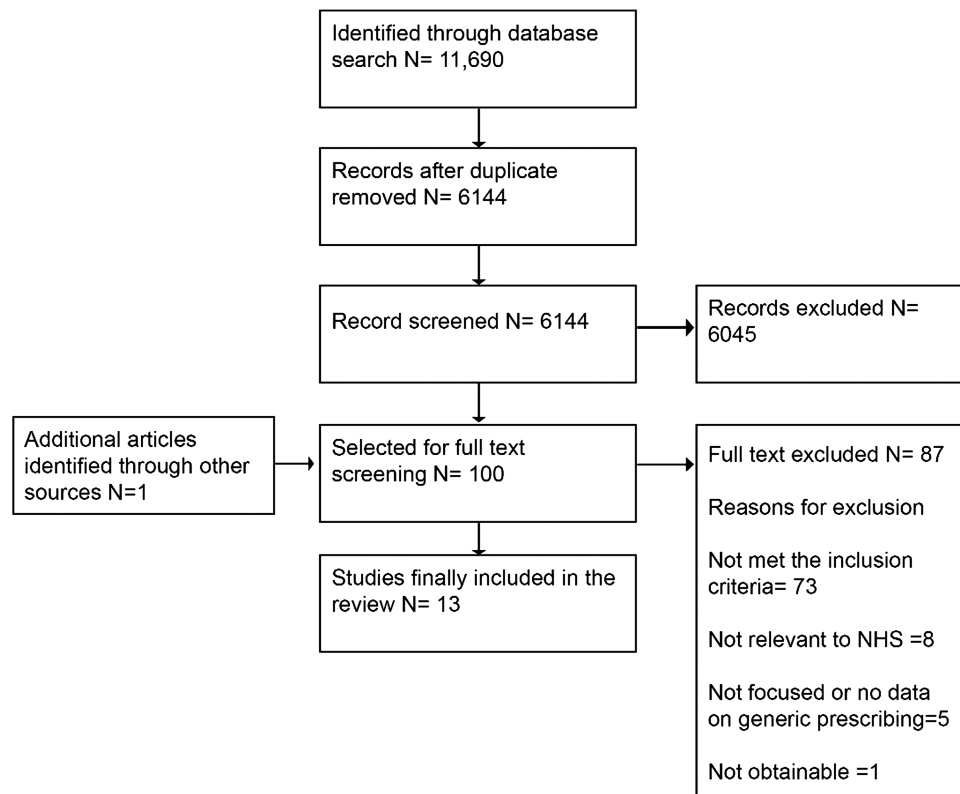 Identified through database
search N= 11,690
Records after duplicate
removed N= 6144
Record screened N= 6144
Records excluded N=
6045
Additional articles
identified through other
sources N=1
Selected for full text
screening N= 100
Full text excluded N= 87
Reasons for exclusion
Not met the inclusion
criteria= 73
Not relevant to NHS =8
Not focused or no data
on generic prescribing=5
Not obtainable =1
Studies finally included in the
review N= 13